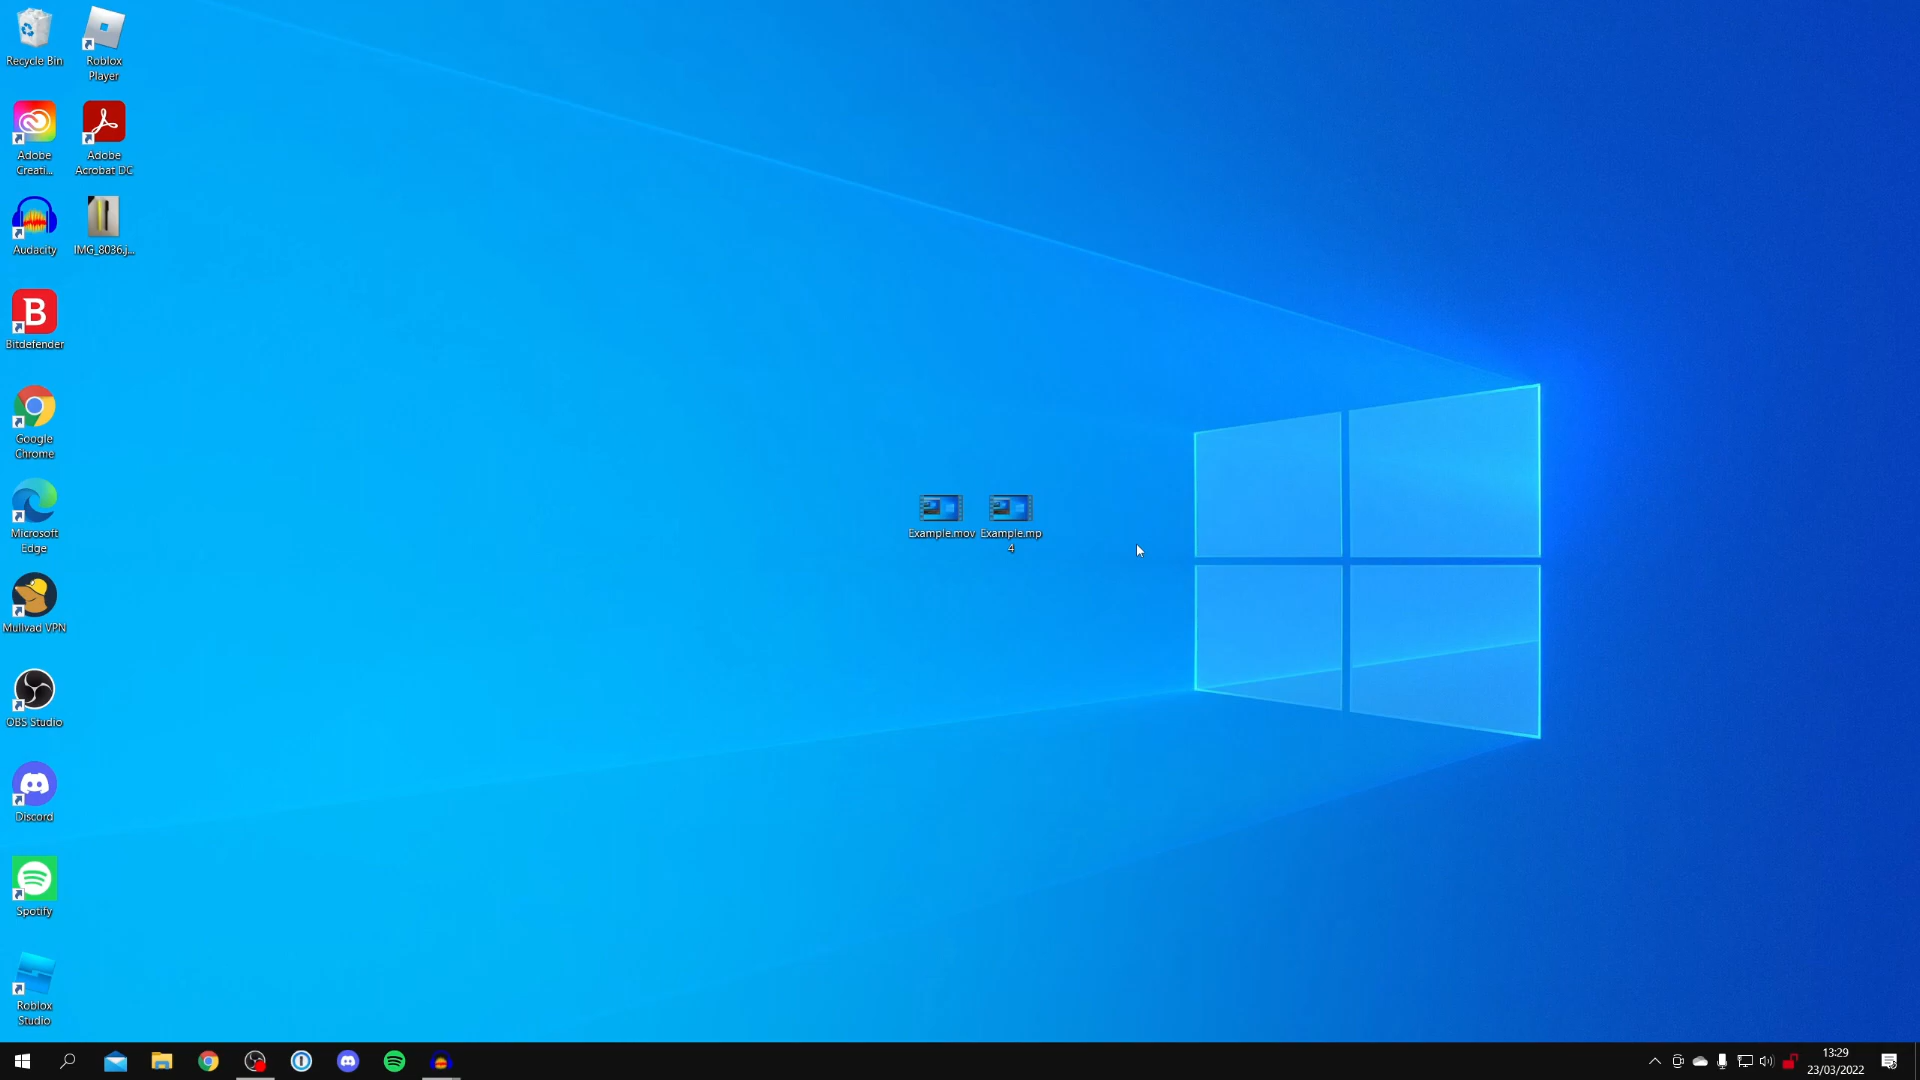 Recycle Bin
Roblox
Player
Adobe
Creati...
Adobe
Acrobat DC
Audacity
IMG_8036.j...
B
Bitdefender
Google
Chrome
Microsoft
Edge
Mullvad VPN
OBS Studio
Discord
Spotify
Roblox
Studio
Example.mov
Example.mp
4
13:29
23/03/2022